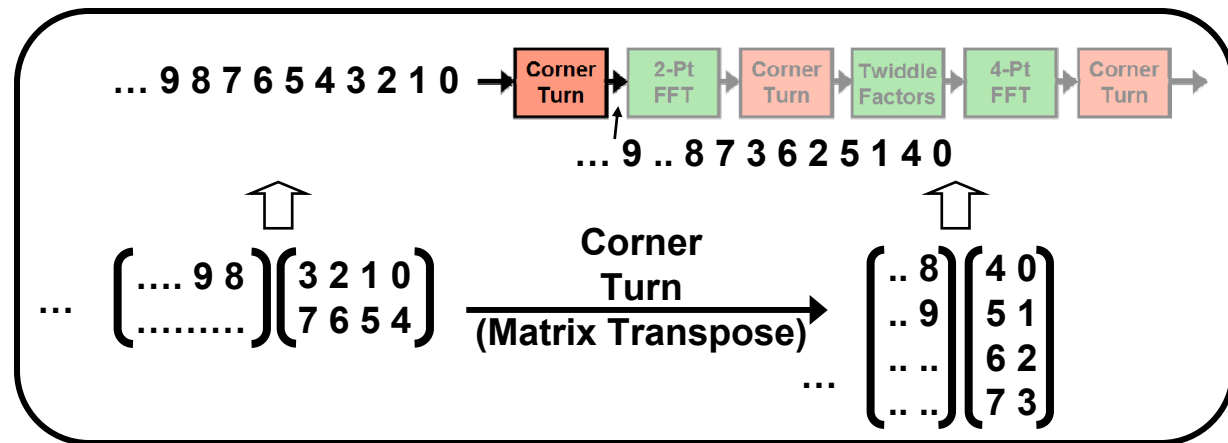 ... 9 8 7 6 5 4 3 2 1 0
Corner
Turn
2-Pt
FFT
Corner
Turn
Twiddle
Factors
4-Pt
FFT
Corner
Turn
... 9 .. 8 7 3 6 2 5 1 4 0
...
.... 9 8
.........
3 2 1 0
7 6 5 4
Corner
Turn
(Matrix Transpose)
...
.. 8
.. 9
.. ..
.. ..
4 0
5 1
6 2
7 3